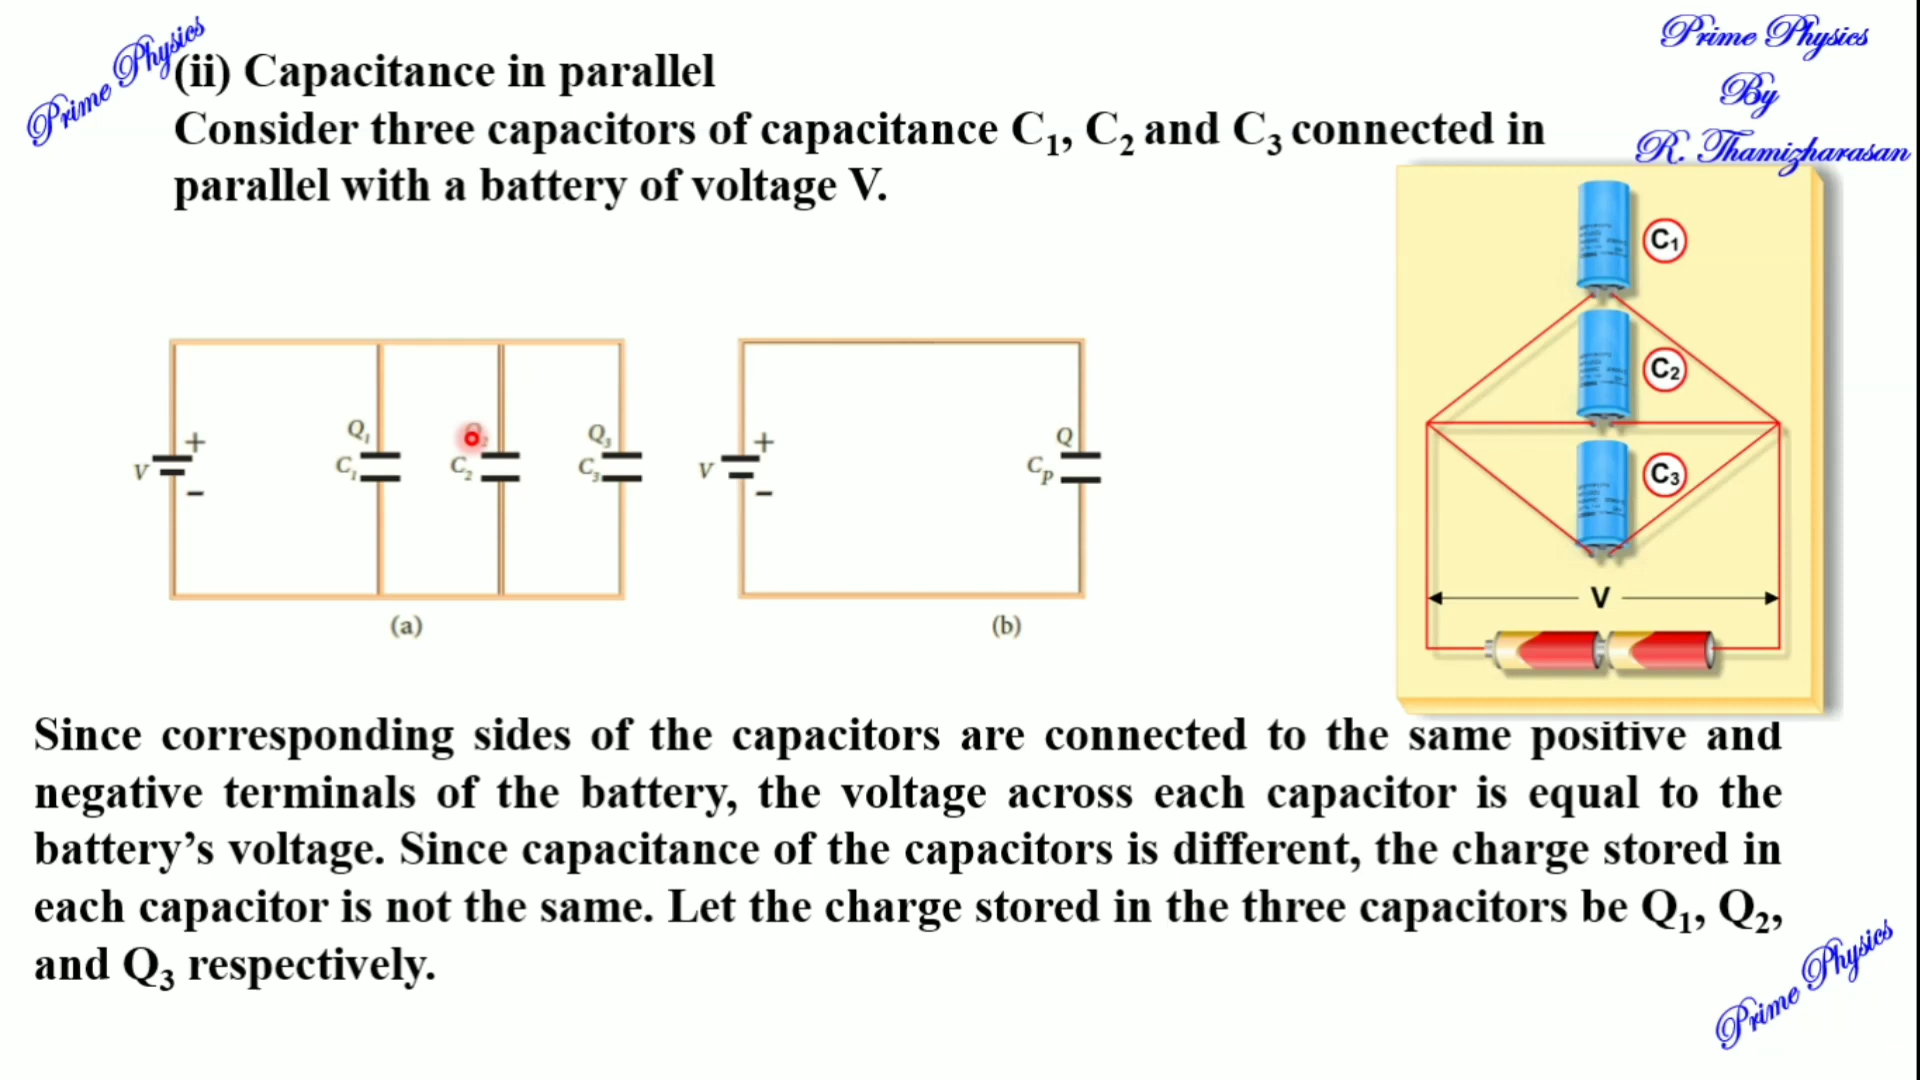 Prime Physics
Prime Physics
By
R. Thamizharasan
(ii) Capacitance in parallel
Consider three capacitors of capacitance C₁, C₂ and C₃ connected in
parallel with a battery of voltage V.
C₁
C₂
C₃
V
V
+
−
Q₁
C₁
C₂
Q₃
C₃
(a)
V
+
−
Q
Cₚ
(b)
Since corresponding sides of the capacitors are connected to the same positive and
negative terminals of the battery, the voltage across each capacitor is equal to the
battery’s voltage. Since capacitance of the capacitors is different, the charge stored in
each capacitor is not the same. Let the charge stored in the three capacitors be Q₁, Q₂,
and Q₃ respectively.
Prime Physics